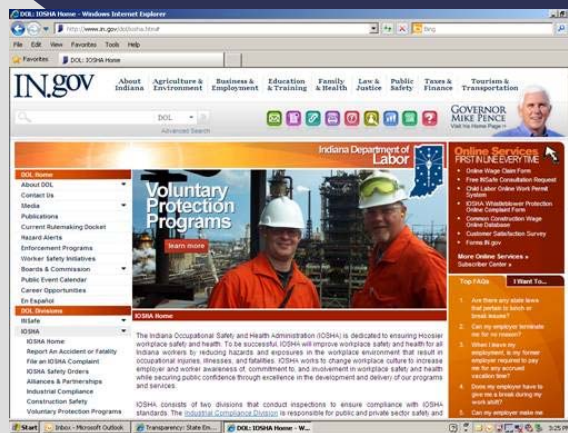 DOL: IOSHA Home - Windows Internet Explorer
http://www.in.gov/dol/iosha.htm#
Bing
File Edit View Favorites Tools Help
Favorites DOL: IOSHA Home
IN.gov
About Indiana
Agriculture & Environment
Business & Employment
Education & Training
Family & Health
Law & Justice
Public Safety
Taxes & Finance
Tourism & Transportation
DOL
Advanced Search
GOVERNOR
MIKE PENCE
Visit His Home Page
Indiana Department of
Labor
Online Services
FIRST IN LINE EVERY TIME
Online Wage Claim Form
Free INSafe Consultation Request
Child Labor Online Work Permit
System
IOSHA Whistleblower Protection
Online Complaint Form
Common Construction Wage
Online Database
Customer Satisfaction Survey
Forms.IN.gov
More Online Services »
Subscriber Center »
DOL Home
About DOL
Contact Us
Media
Publications
Current Rulemaking Docket
Hazard Alerts
Enforcement Programs
Worker Safety Initiatives
Boards & Commission
Public Event Calendar
Career Opportunities
En Español
DOL Divisions
INSafe
IOSHA
IOSHA Home
Report An Accident or Fatality
File an IOSHA Complaint
IOSHA Safety Orders
Alliances & Partnerships
Industrial Compliance
Construction Safety
Voluntary Protection Programs
Voluntary
Protection
Programs
learn more
IOSHA Home
The Indiana Occupational Safety and Health Administration (IOSHA) is dedicated to ensuring Hoosier
workplace safety and health. To be successful, IOSHA will improve workplace safety and health for all
Indiana workers by reducing hazards and exposures in the workplace environment that result in
occupational injuries, illnesses, and fatalities. IOSHA works to change workplace culture to increase
employer and worker awareness of, commitment to, and involvement in workplace safety and health
while securing public confidence through excellence in the development and delivery of our programs
and services.
IOSHA consists of two divisions that conduct inspections to ensure compliance with IOSHA
standards. The Industrial Compliance Division is responsible for public and private sector safety and
Top FAQs I Want To...
1. Are there any state laws
that pertain to lunch or
break issues?
2. Can my employer terminate
me for no reason?
3. When I leave my
employment, is my former
employer required to pay
me for any accrued
vacation time?
4. Does my employer have to
give me a break during my
work shift?
5. Can my employer make me
Start
Inbox - Microsoft Outlook
Transparency: State Em...
DOL: IOSHA Home - W...
3:25 PM